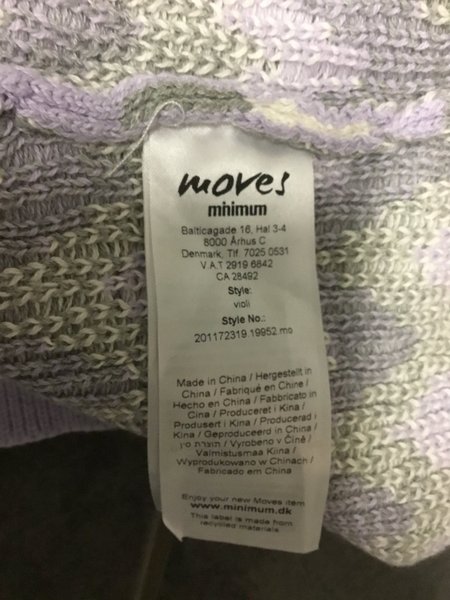 moves
minimum
Balticagade 16, Hal 3-4
8000 Århus C
Denmark, Tlf. 7025 0531
V.A.T 2919 6642
CA 28492
Style:
violi
Style No.:
201172319 19952 mo
Made in China / Hergestellt in
China / Fabriqué en Chine /
Hecho en China / Fabbricato in
Cina / Produceret i Kina /
Produsert i Kina / Producerad i
Kina / Geproduceerd in China /
תוצרת סין / Vyrobeno v Číně /
Valmistusmaa Kiina /
Wyprodukowano w Chinach /
Fabricado em China
Enjoy your new Moves item
www.minimum.dk
This label is made from
recycled materials